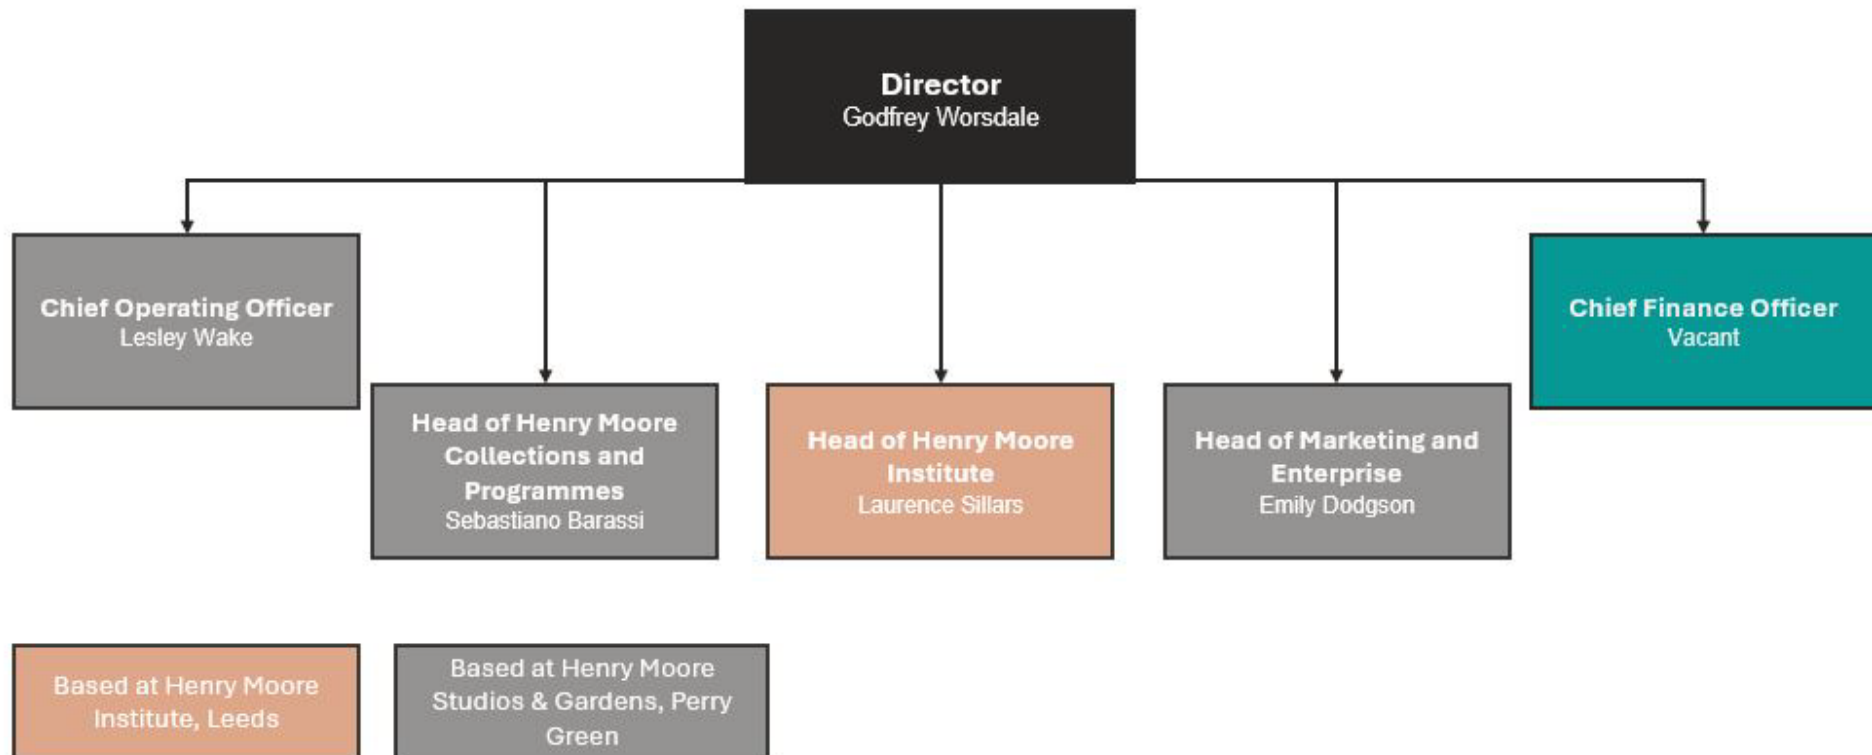 Director
Godfrey Worsdale
Chief Operating Officer
Lesley Wake
Chief Finance Officer
Vacant
Head of Henry Moore
Collections and
Programmes
Sebastiano Barassi
Head of Henry Moore
Institute
Laurence Sillars
Head of Marketing and
Enterprise
Emily Dodgson
Based at Henry Moore
Institute, Leeds
Based at Henry Moore
Studios & Gardens, Perry
Green